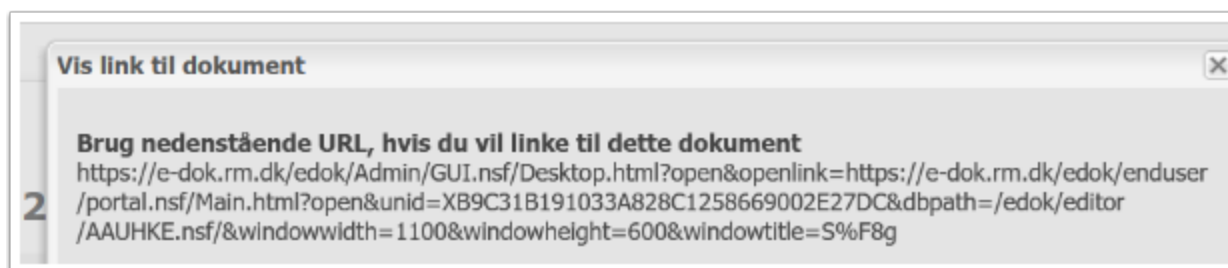 Vis link til dokument
Brug nedenstående URL, hvis du vil linke til dette dokument
https://e-dok.rm.dk/edok/Admin/GUI.nsf/Desktop.html?open&openlink=https://e-dok.rm.dk/edok/enduser
/portal.nsf/Main.html?open&unid=XB9C31B191033A828C1258669002E27DC&dbpath=/edok/editor
2
/AAUHKE.nsf/&windowwidth=1100&windowheight=600&windowtitle=S%F8g